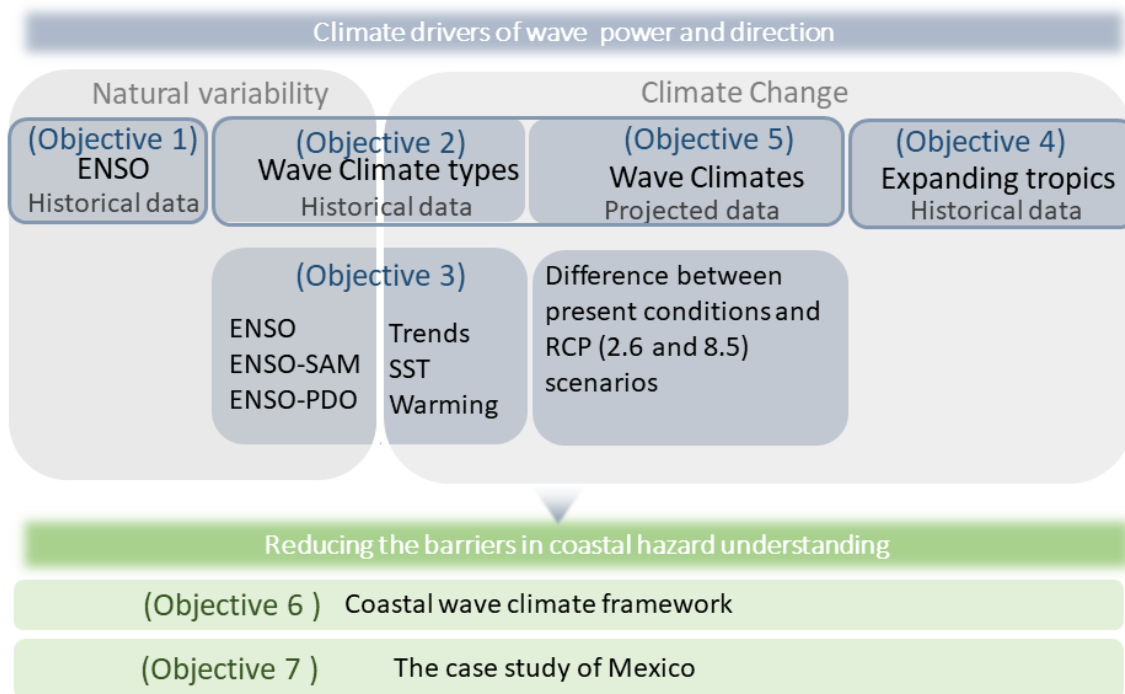 Climate drivers of wave power and direction
Natural variability
Climate Change
(Objective 1)
ENSO
Historical data
(Objective 2)
Wave Climate types
Historical data
(Objective 5)
Wave Climates
Projected data
(Objective 4)
Expanding tropics
Historical data
(Objective 3)
ENSO
ENSO-SAM
ENSO-PDO
Trends
SST
Warming
Difference between
present conditions and
RCP (2.6 and 8.5)
scenarios
Reducing the barriers in coastal hazard understanding
(Objective 6 ) Coastal wave climate framework
(Objective 7 ) The case study of Mexico